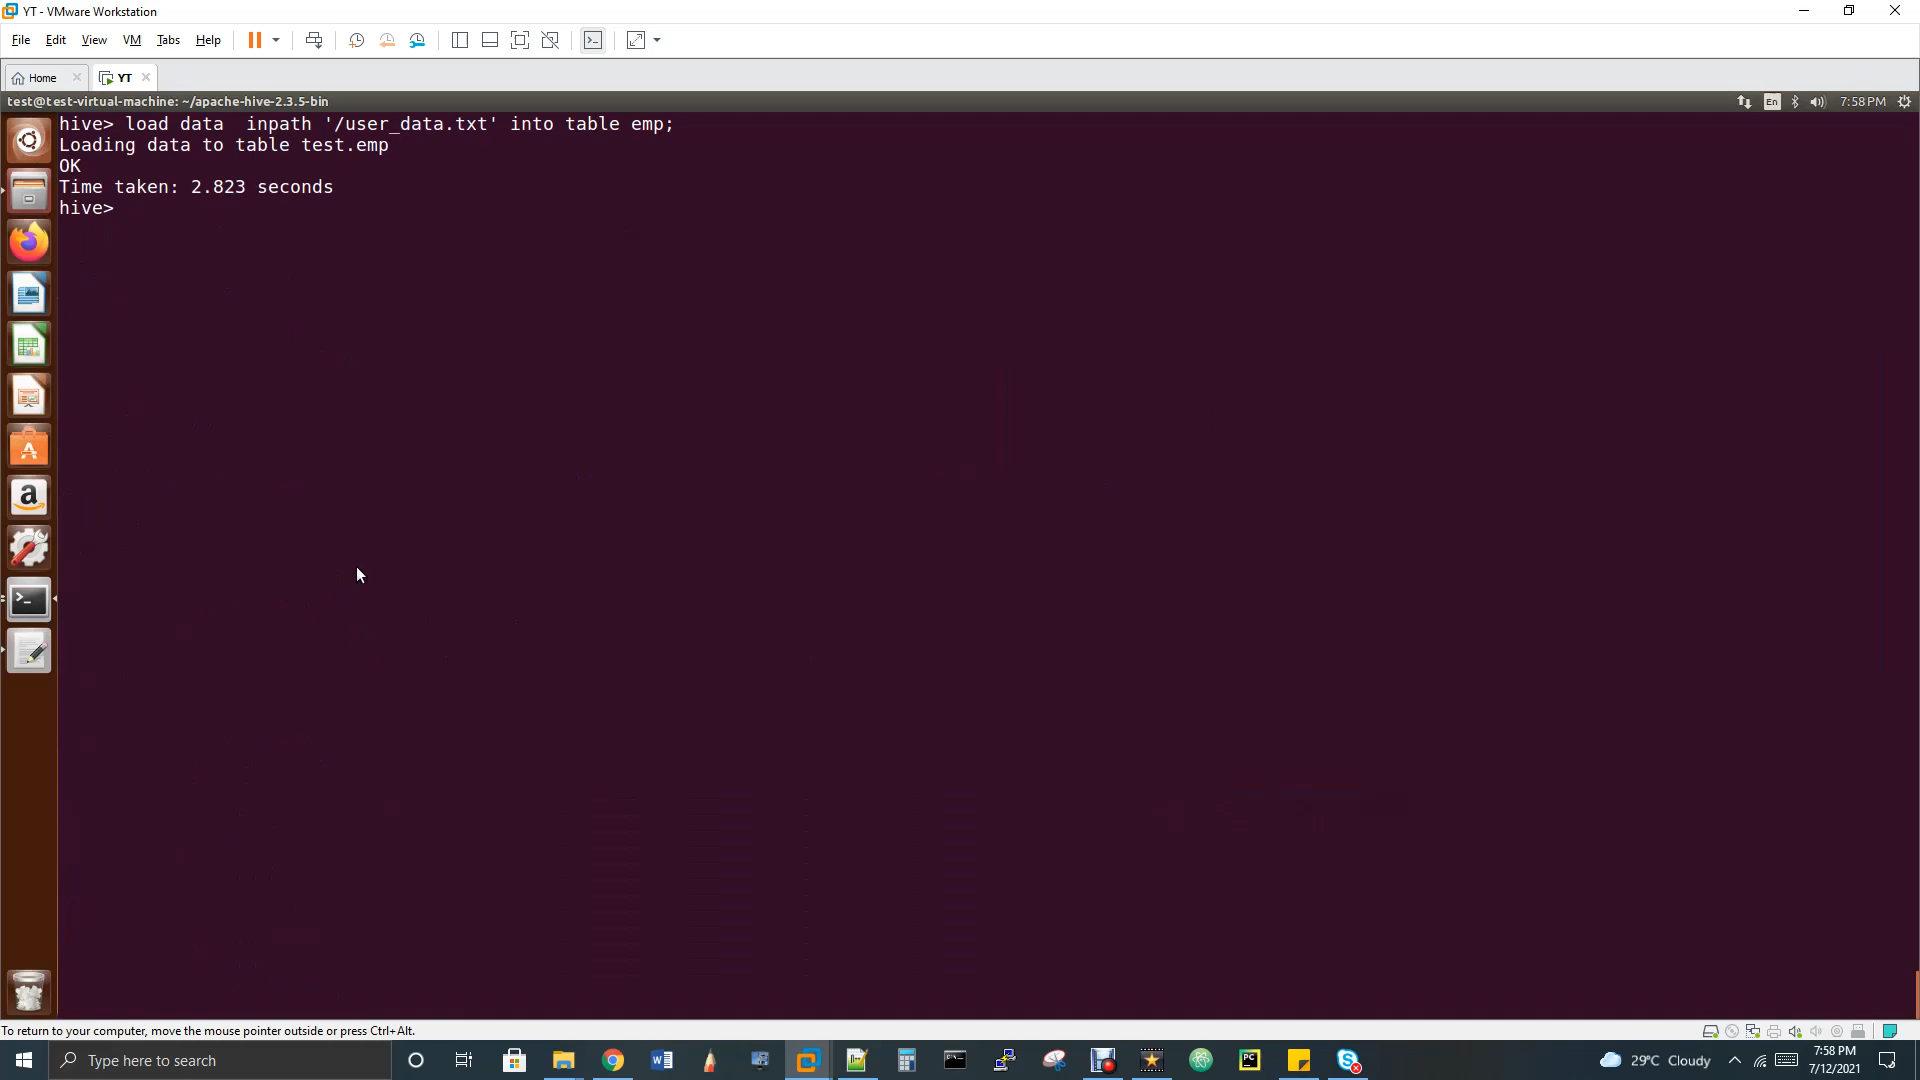 YT - VMware Workstation
File Edit View VM Tabs Help
Home YT
test@test-virtual-machine: ~/apache-hive-2.3.5-bin En 7:58 PM
hive> load data  inpath '/user_data.txt' into table emp;
Loading data to table test.emp
OK
Time taken: 2.823 seconds
hive>
To return to your computer, move the mouse pointer outside or press Ctrl+Alt.
Type here to search
29°C Cloudy
7:58 PM
7/12/2021